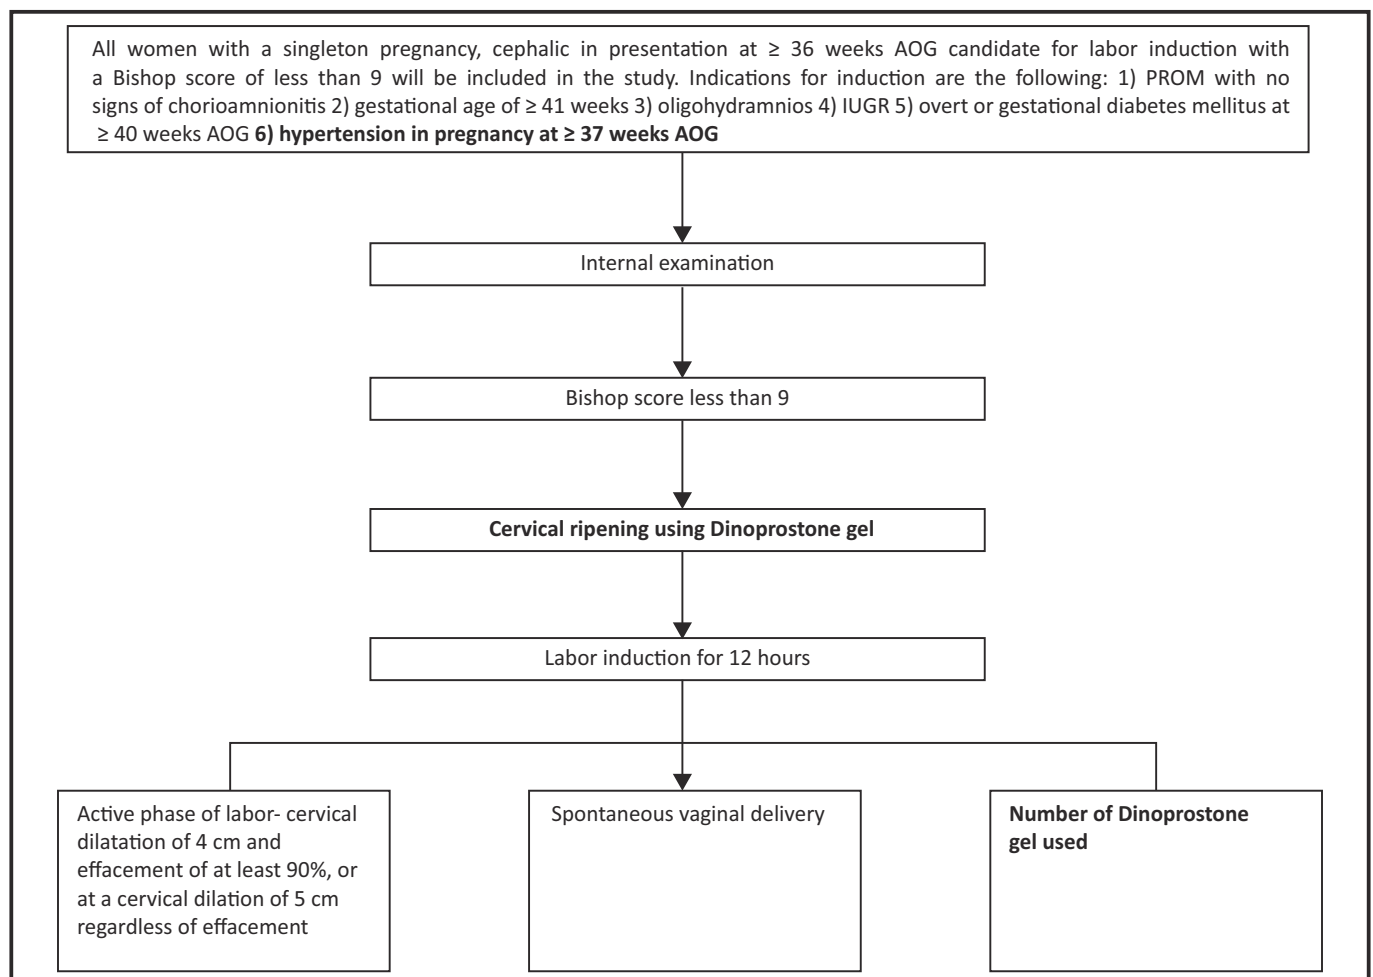 All women with a singleton pregnancy, cephalic in presentation at ≥ 36 weeks AOG candidate for labor induction with
a Bishop score of less than 9 will be included in the study. Indications for induction are the following: 1) PROM with no
signs of chorioamnionitis 2) gestational age of ≥ 41 weeks 3) oligohydramnios 4) IUGR 5) overt or gestational diabetes mellitus at
≥ 40 weeks AOG 6) hypertension in pregnancy at ≥ 37 weeks AOG
Internal examination
Bishop score less than 9
Cervical ripening using Dinoprostone gel
Labor induction for 12 hours
Active phase of labor- cervical
dilatation of 4 cm and
effacement of at least 90%, or
at a cervical dilation of 5 cm
regardless of effacement
Spontaneous vaginal delivery
Number of Dinoprostone
gel used